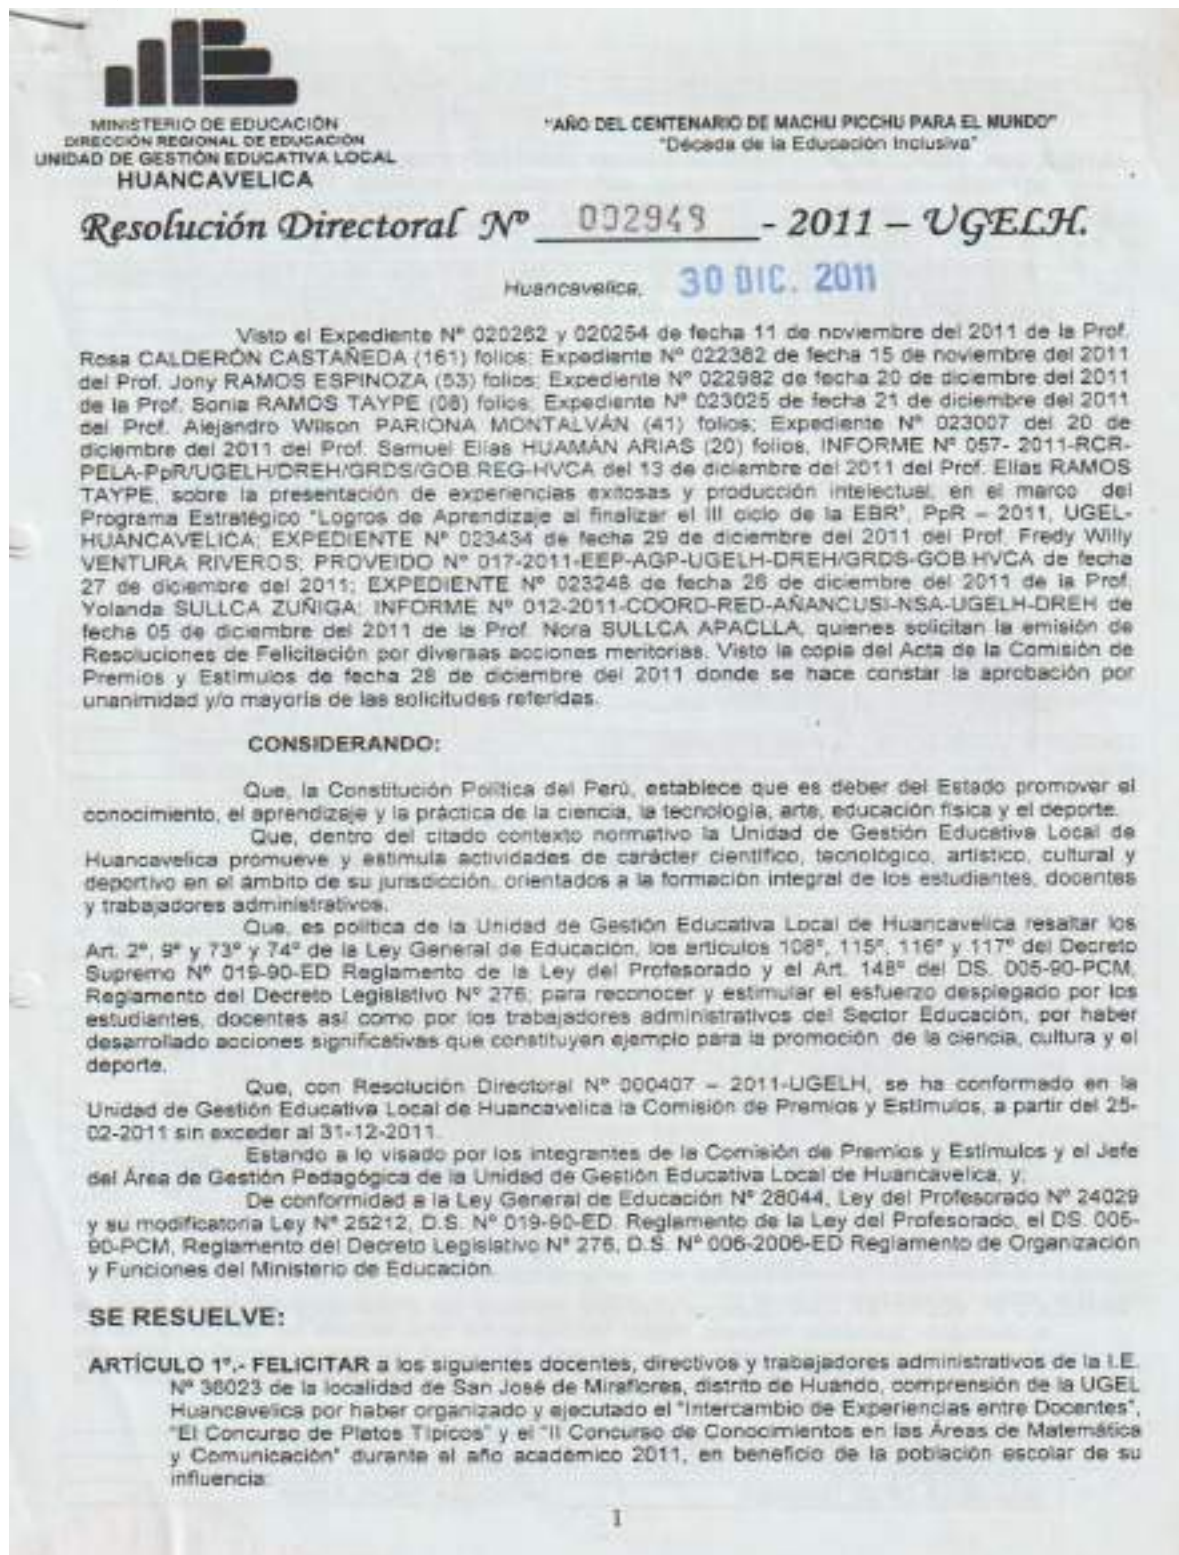 MINISTERIO DE EDUCACIÓN
DIRECCIÓN REGIONAL DE EDUCACIÓN
UNIDAD DE GESTIÓN EDUCATIVA LOCAL
HUANCAVELICA
"AÑO DEL CENTENARIO DE MACHU PICCHU PARA EL MUNDO"
"Década de la Educación Inclusiva"
Resolución Directoral Nº 002949 - 2011 – UGELH.
Huancavelica, 30 DIC. 2011
Visto el Expediente Nº 020262 y 020254 de fecha 11 de noviembre del 2011 de la Prof.
Rosa CALDERÓN CASTAÑEDA (161) folios; Expediente Nº 022382 de fecha 15 de noviembre del 2011
del Prof. Jony RAMOS ESPINOZA (53) folios; Expediente Nº 022982 de fecha 20 de diciembre del 2011
de la Prof. Sonia RAMOS TAYPE (08) folios; Expediente Nº 023025 de fecha 21 de diciembre del 2011
del Prof. Alejandro Wilson PARIONA MONTALVÁN (41) folios; Expediente Nº 023007 del 20 de
diciembre del 2011 del Prof. Samuel Elías HUAMÁN ARIAS (20) folios, INFORME Nº 057- 2011-RCR-
PELA-PpR/UGELH/DREH/GRDS/GOB.REG-HVCA del 13 de diciembre del 2011 del Prof. Elías RAMOS
TAYPE, sobre la presentación de experiencias exitosas y producción intelectual, en el marco del
Programa Estratégico "Logros de Aprendizaje al finalizar el III ciclo de la EBR", PpR – 2011, UGEL-
HUANCAVELICA; EXPEDIENTE Nº 023434 de fecha 29 de diciembre del 2011 del Prof. Fredy Willy
VENTURA RIVEROS; PROVEIDO Nº 017-2011-EEP-AGP-UGELH-DREH/GRDS-GOB.HVCA de fecha
27 de diciembre del 2011; EXPEDIENTE Nº 023248 de fecha 26 de diciembre del 2011 de la Prof.
Yolanda SULLCA ZUÑIGA; INFORME Nº 012-2011-COORD-RED-AÑANCUSI-NSA-UGELH-DREH de
fecha 05 de diciembre del 2011 de la Prof. Nora SULLCA APACLLA, quienes solicitan la emisión de
Resoluciones de Felicitación por diversas acciones meritorias. Visto la copia del Acta de la Comisión de
Premios y Estímulos de fecha 28 de diciembre del 2011 donde se hace constar la aprobación por
unanimidad y/o mayoría de las solicitudes referidas.
CONSIDERANDO:
Que, la Constitución Política del Perú, establece que es deber del Estado promover el
conocimiento, el aprendizaje y la práctica de la ciencia, la tecnología, arte, educación física y el deporte.
Que, dentro del citado contexto normativo la Unidad de Gestión Educativa Local de
Huancavelica promueve y estimula actividades de carácter científico, tecnológico, artístico, cultural y
deportivo en el ámbito de su jurisdicción, orientados a la formación integral de los estudiantes, docentes
y trabajadores administrativos.
Que, es política de la Unidad de Gestión Educativa Local de Huancavelica resaltar los
Art. 2º, 9º y 73º y 74º de la Ley General de Educación, los artículos 108º, 115º, 116º y 117º del Decreto
Supremo Nº 019-90-ED Reglamento de la Ley del Profesorado y el Art. 148º del DS. 005-90-PCM,
Reglamento del Decreto Legislativo Nº 276; para reconocer y estimular el esfuerzo desplegado por los
estudiantes, docentes así como por los trabajadores administrativos del Sector Educación, por haber
desarrollado acciones significativas que constituyen ejemplo para la promoción de la ciencia, cultura y el
deporte.
Que, con Resolución Directoral Nº 000407 – 2011-UGELH, se ha conformado en la
Unidad de Gestión Educativa Local de Huancavelica la Comisión de Premios y Estímulos, a partir del 25-
02-2011 sin exceder al 31-12-2011.
Estando a lo visado por los integrantes de la Comisión de Premios y Estímulos y el Jefe
del Área de Gestión Pedagógica de la Unidad de Gestión Educativa Local de Huancavelica, y;
De conformidad a la Ley General de Educación Nº 28044, Ley del Profesorado Nº 24029
y su modificatoria Ley Nº 25212, D.S. Nº 019-90-ED. Reglamento de la Ley del Profesorado, el DS. 005-
90-PCM, Reglamento del Decreto Legislativo Nº 276, D.S. Nº 006-2006-ED Reglamento de Organización
y Funciones del Ministerio de Educación.
SE RESUELVE:
ARTÍCULO 1º.- FELICITAR a los siguientes docentes, directivos y trabajadores administrativos de la I.E.
Nº 36023 de la localidad de San José de Miraflores, distrito de Huando, comprensión de la UGEL
Huancavelica por haber organizado y ejecutado el "Intercambio de Experiencias entre Docentes",
"El Concurso de Platos Típicos" y el "II Concurso de Conocimientos en las Áreas de Matemática
y Comunicación" durante el año académico 2011, en beneficio de la población escolar de su
influencia:
1